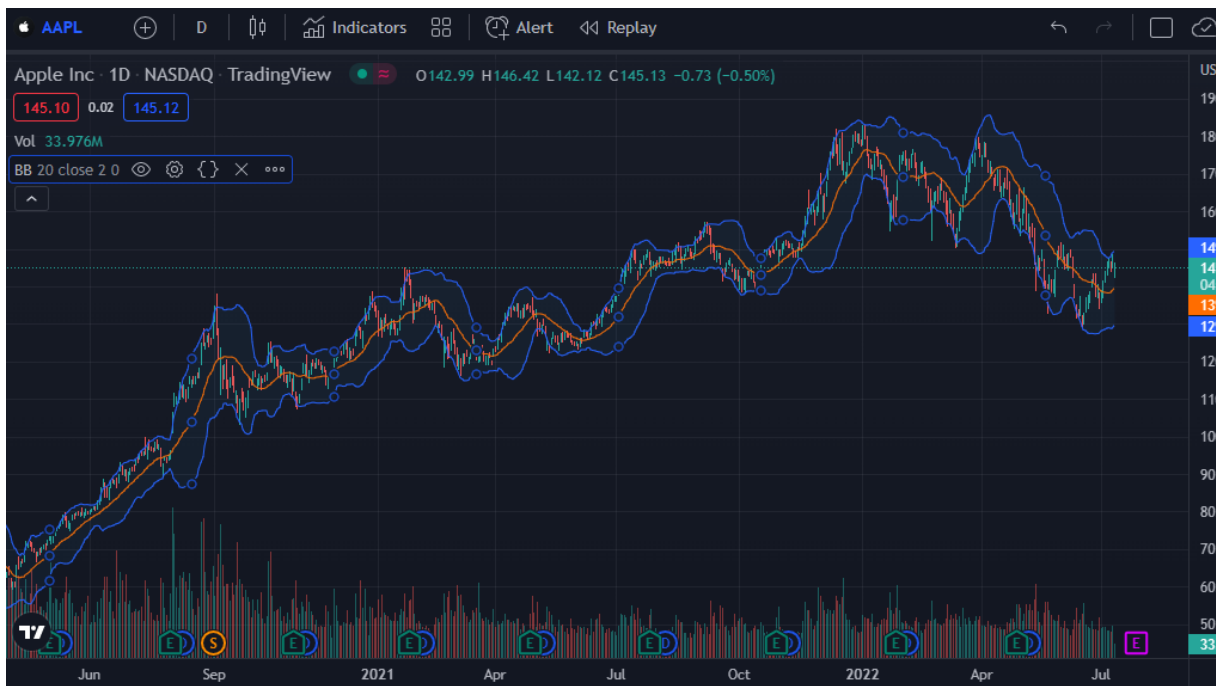 AAPL D Indicators Alert Replay
Apple Inc · 1D · NASDAQ · TradingView O142.99 H146.42 L142.12 C145.13 −0.73 (−0.50%)
US
145.10 0.02 145.12
Vol 33.976M
BB 20 close 2 0
19
18
17
16
14
14
04
13
12
12
11
10
90
80
70
60
50
33
E D E D S E D E D E D E D E D E D E D E
Jun Sep 2021 Apr Jul Oct 2022 Apr Jul